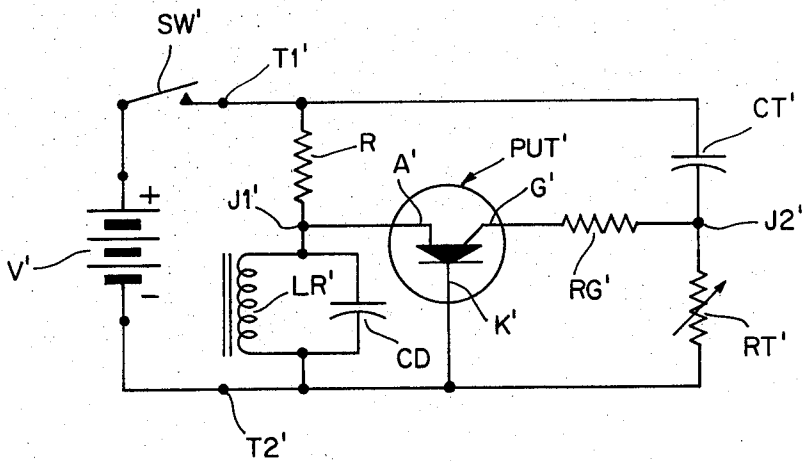 SW'
T1'
CT'
R
PUT'
A'
G'
J1'
J2'
+
V'
LR'
RG'
K'
-
CD
RT'
T2'